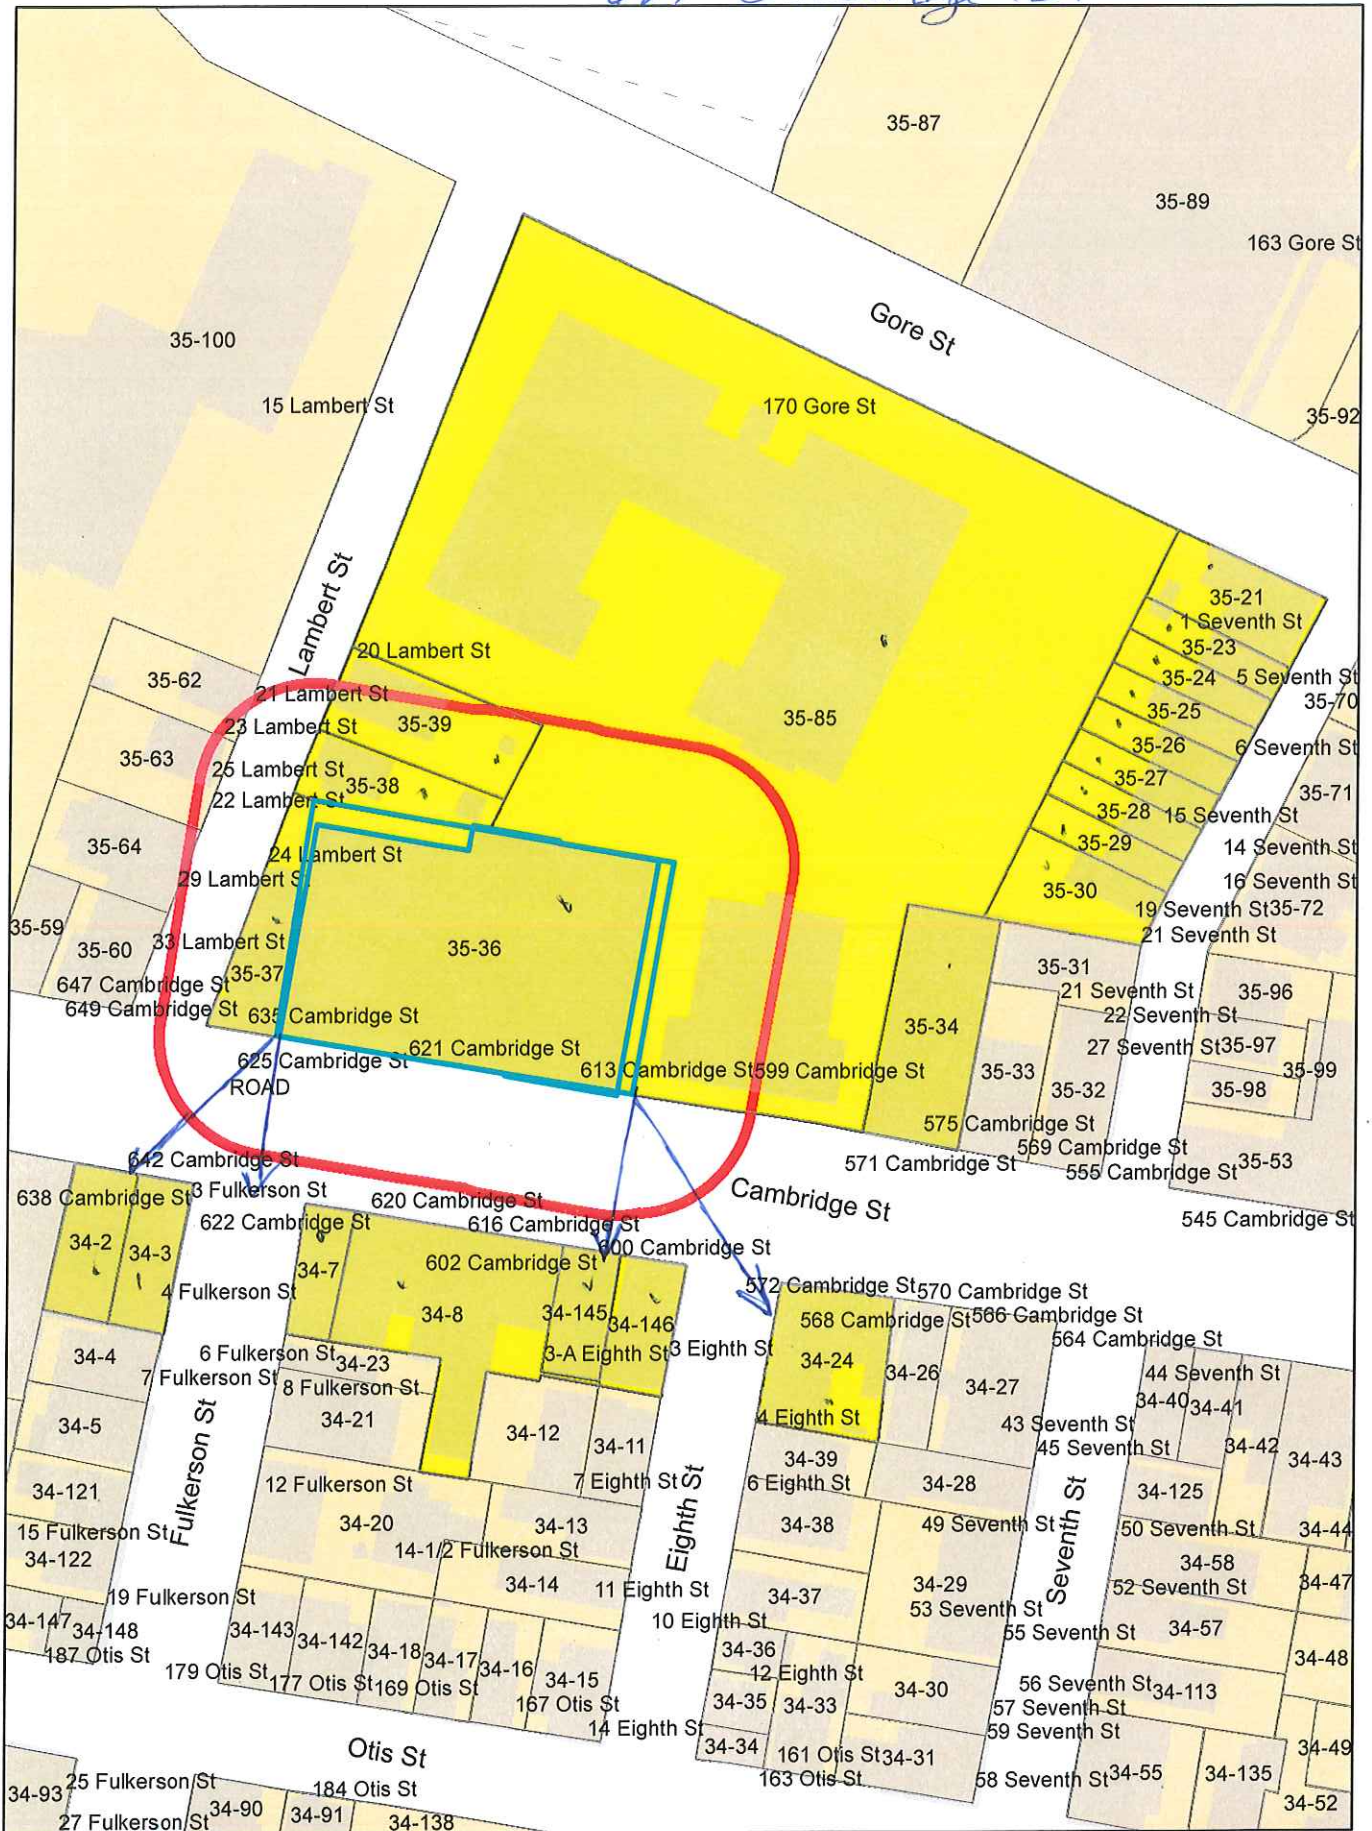 35-87
35-89
163 Gore St
Gore St
35-100
15 Lambert St
170 Gore St
35-92
Lambert St
35-21
1 Seventh St
35-23
20 Lambert St
35-24
5 Seventh St
35-62
21 Lambert St
35-70
35-25
23 Lambert St
35-39
35-85
35-26
6 Seventh St
35-63
25 Lambert St
35-38
35-27
35-71
22 Lambert St
35-28
15 Seventh St
35-64
24 Lambert St
35-29
14 Seventh St
29 Lambert St
35-30
16 Seventh St
35-59
19 Seventh St
35-72
35-60
33 Lambert St
35-36
21 Seventh St
35-37
35-31
647 Cambridge St
21 Seventh St
35-96
649 Cambridge St
635 Cambridge St
35-34
22 Seventh St
621 Cambridge St
27 Seventh St
35-97
625 Cambridge St
613 Cambridge St
599 Cambridge St
35-33
35-99
ROAD
35-32
35-98
575 Cambridge St
569 Cambridge St
642 Cambridge St
571 Cambridge St
555 Cambridge St
35-53
638 Cambridge St
3 Fulkerson St
620 Cambridge St
Cambridge St
622 Cambridge St
616 Cambridge St
545 Cambridge St
34-2
34-3
34-7
602 Cambridge St
600 Cambridge St
4 Fulkerson St
34-8
34-145
34-146
572 Cambridge St
570 Cambridge St
568 Cambridge St
566 Cambridge St
564 Cambridge St
34-4
6 Fulkerson St
34-23
3-A Eighth St
3 Eighth St
34-24
34-26
34-27
44 Seventh St
7 Fulkerson St
8 Fulkerson St
34-40
34-41
34-5
34-21
34-12
34-11
4 Eighth St
43 Seventh St
45 Seventh St
34-42
34-43
Fulkerson St
34-39
34-121
12 Fulkerson St
7 Eighth St
6 Eighth St
34-28
34-125
15 Fulkerson St
34-20
34-13
Eighth St
34-38
49 Seventh St
Seventh St
50 Seventh St
34-44
34-122
14-1/2 Fulkerson St
34-58
34-14
11 Eighth St
34-37
34-29
52 Seventh St
34-47
19 Fulkerson St
53 Seventh St
34-147
34-148
34-143
34-142
34-18
34-17
34-16
34-15
10 Eighth St
55 Seventh St
34-57
187 Otis St
34-36
34-48
179 Otis St
177 Otis St
169 Otis St
12 Eighth St
34-30
56 Seventh St
34-113
167 Otis St
34-35
34-33
57 Seventh St
14 Eighth St
59 Seventh St
Otis St
34-34
161 Otis St
34-31
34-49
25 Fulkerson St
184 Otis St
163 Otis St
58 Seventh St
34-55
34-135
34-93
27 Fulkerson St
34-90
34-91
34-138
34-52